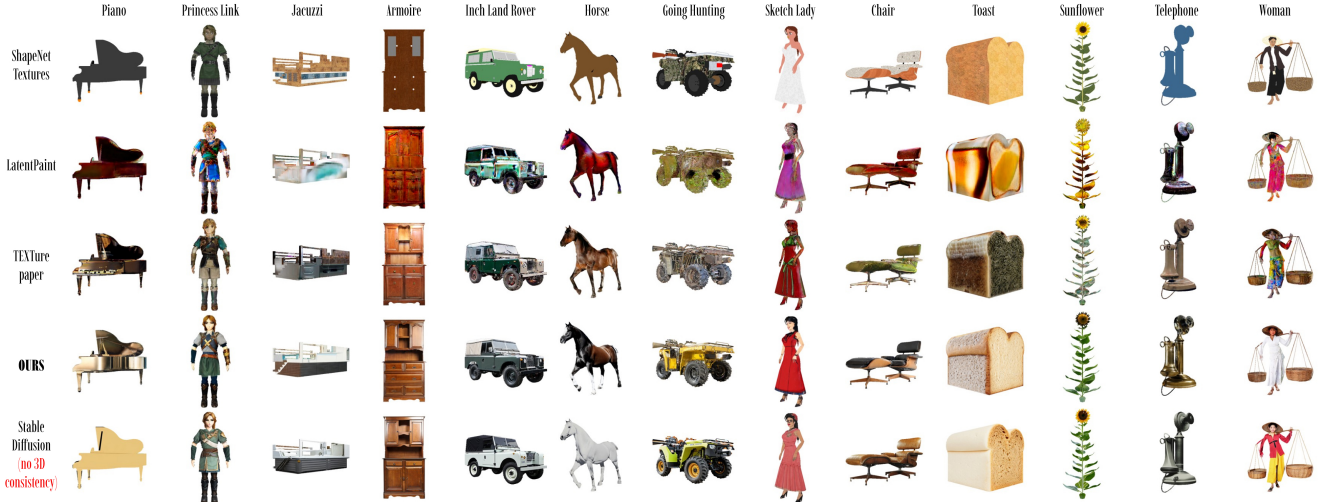 Piano Princess Link Jacuzzi Armoire Inch Land Rover Horse Going Hunting Sketch Lady Chair Toast Sunflower Telephone Woman
ShapeNet
Textures
LatentPaint
TEXTure
paper
OURS
Stable
Diffusion
(no 3D
consistency)